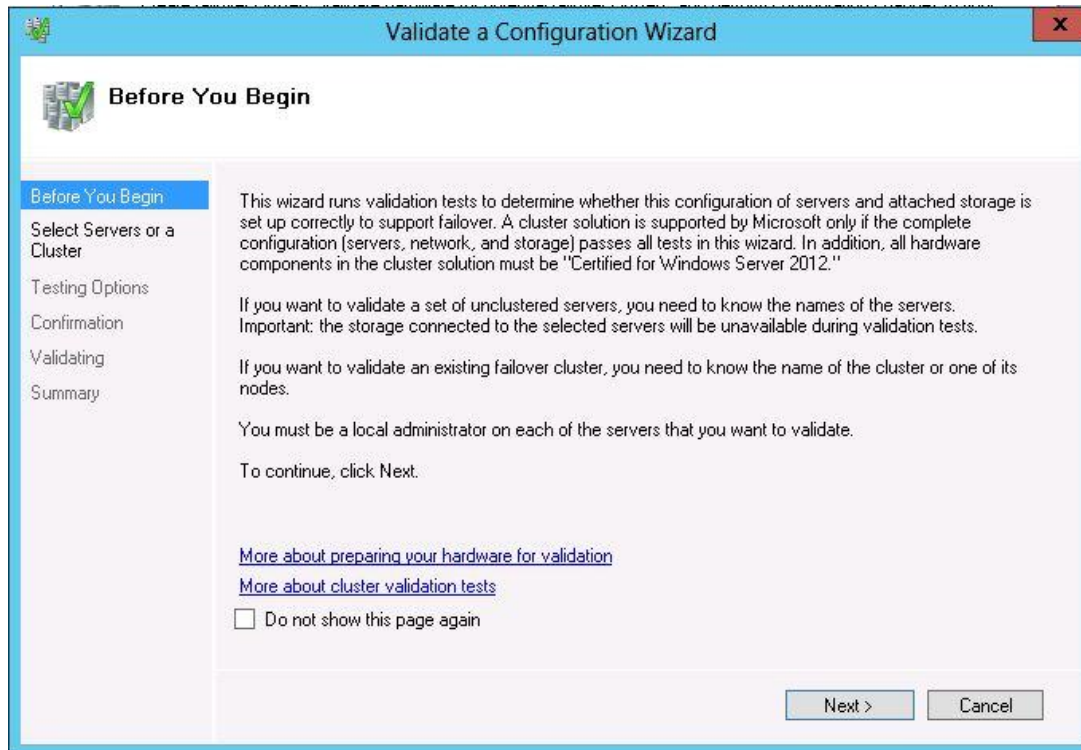 Validate a Configuration Wizard
X
Before You Begin
Before You Begin
Select Servers or a
Cluster
Testing Options
Confirmation
Validating
Summary
This wizard runs validation tests to determine whether this configuration of servers and attached storage is
set up correctly to support failover. A cluster solution is supported by Microsoft only if the complete
configuration (servers, network, and storage) passes all tests in this wizard. In addition, all hardware
components in the cluster solution must be "Certified for Windows Server 2012."
If you want to validate a set of unclustered servers, you need to know the names of the servers.
Important: the storage connected to the selected servers will be unavailable during validation tests.
If you want to validate an existing failover cluster, you need to know the name of the cluster or one of its
nodes.
You must be a local administrator on each of the servers that you want to validate.
To continue, click Next.
More about preparing your hardware for validation
More about cluster validation tests
Do not show this page again
Next >
Cancel